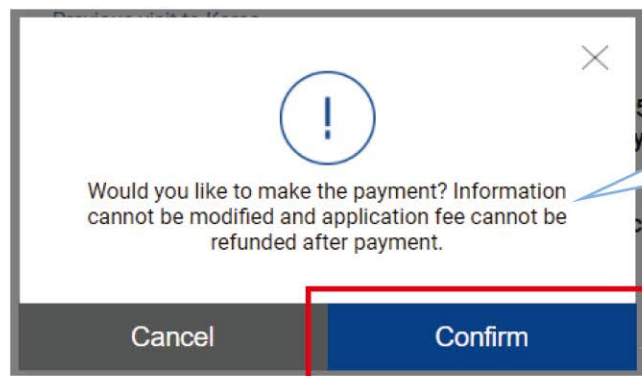 Would you like to make the payment? Information
cannot be modified and application fee cannot be
refunded after payment.
Cancel
Confirm